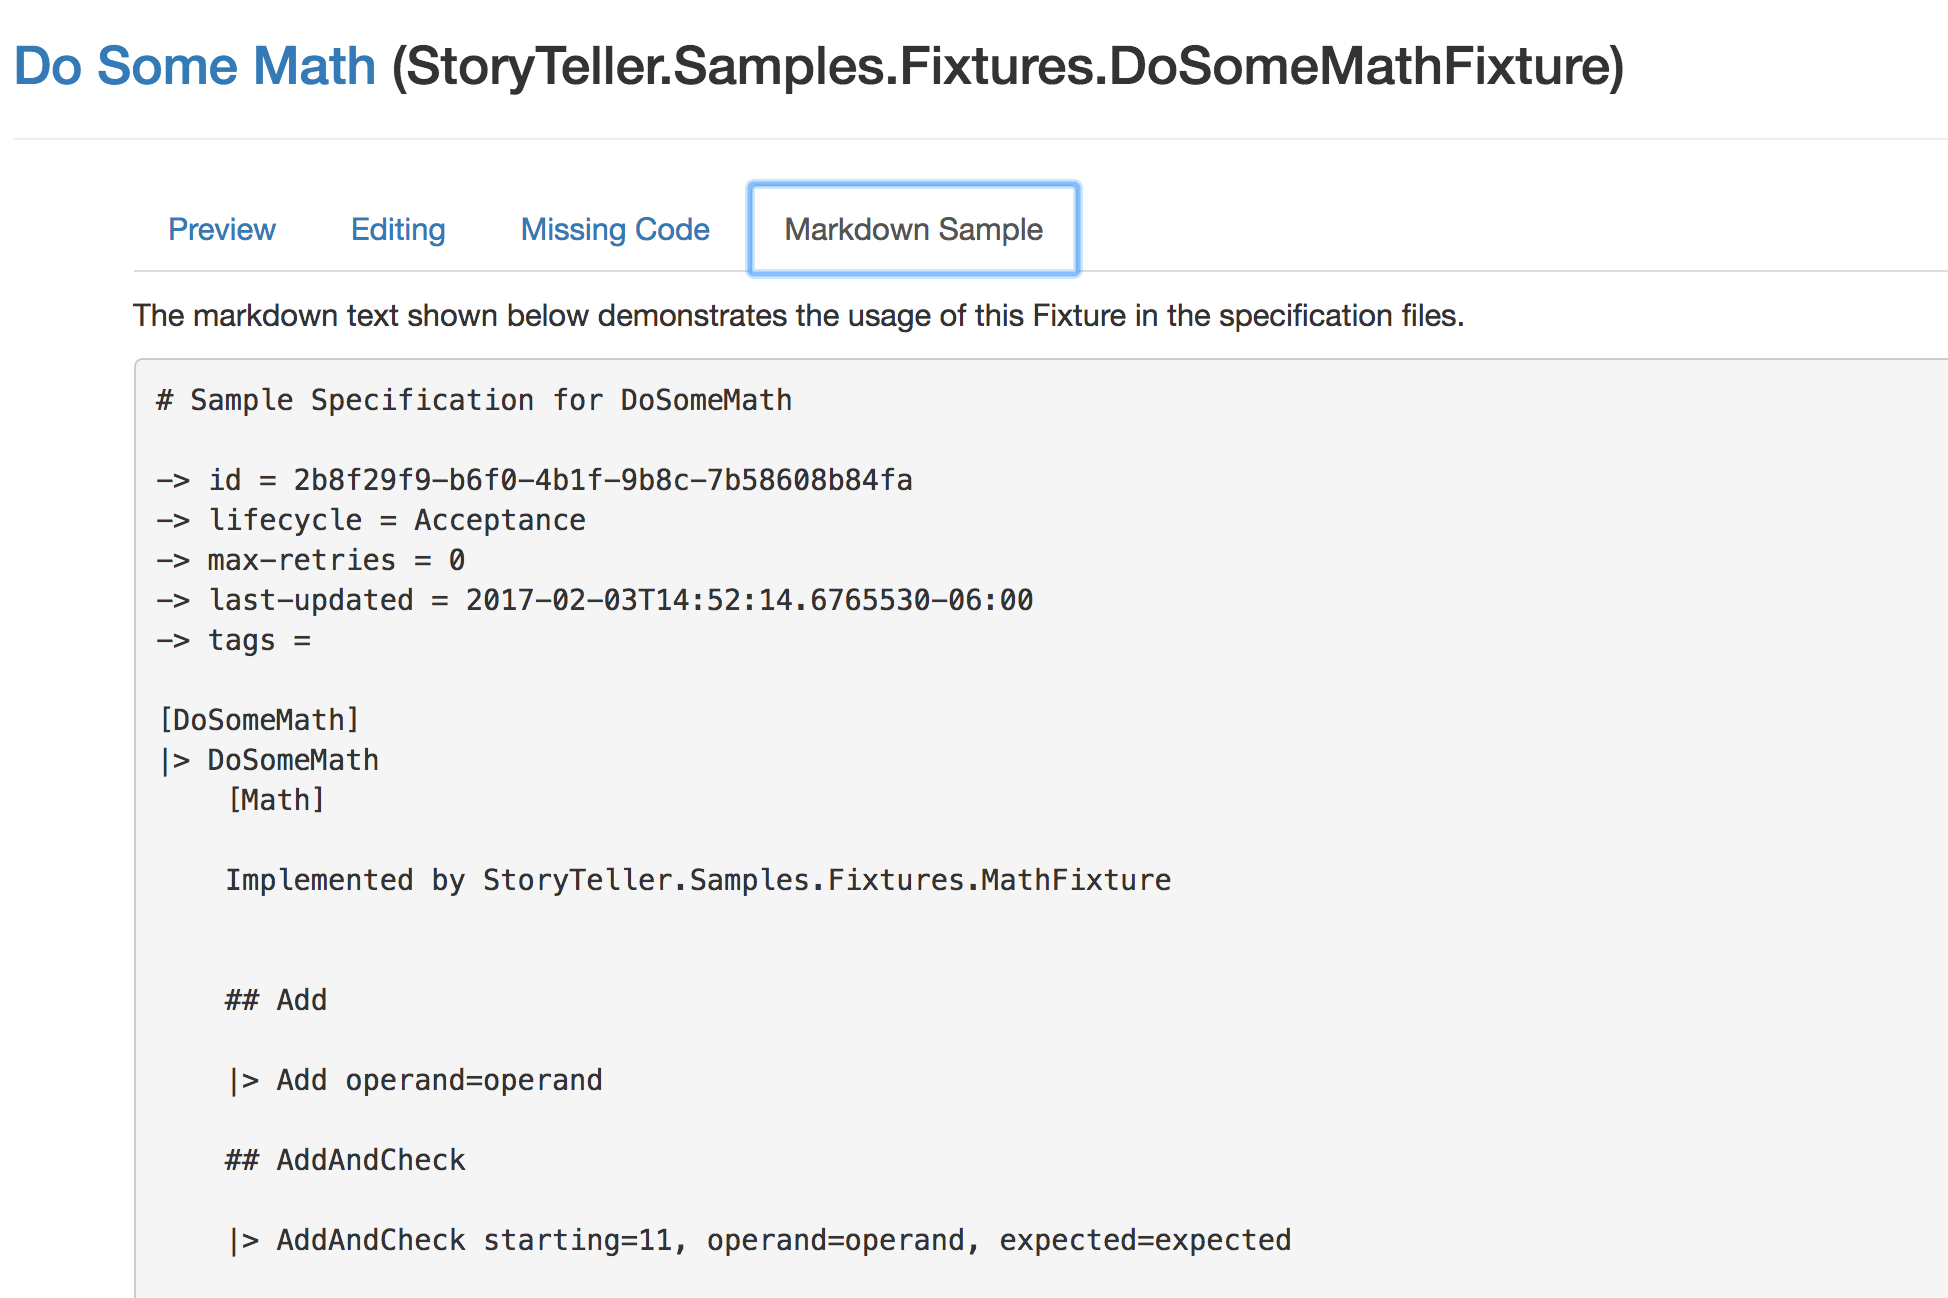 Do Some Math (StoryTeller.Samples.Fixtures.DoSomeMathFixture)
Preview Editing Missing Code Markdown Sample
The markdown text shown below demonstrates the usage of this Fixture in the specification files.
# Sample Specification for DoSomeMath
-> id = 2b8f29f9-b6f0-4b1f-9b8c-7b58608b84fa
-> lifecycle = Acceptance
-> max-retries = 0
-> last-updated = 2017-02-03T14:52:14.6765530-06:00
-> tags =
[DoSomeMath]
|> DoSomeMath
[Math]
Implemented by StoryTeller.Samples.Fixtures.MathFixture
## Add
|> Add operand=operand
## AddAndCheck
|> AddAndCheck starting=11, operand=operand, expected=expected